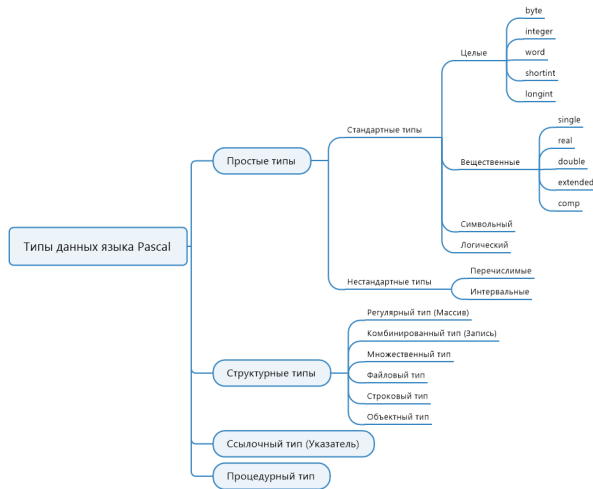 Типы данных языка Pascal
Простые типы
Стандартные типы
Целые
byte
integer
word
shortint
longint
Вещественные
single
real
double
extended
comp
Символьный
Логический
Нестандартные типы
Перечислимые
Интервальные
Структурные типы
Регулярный тип (Массив)
Комбинированный тип (Запись)
Множественный тип
Файловый тип
Строковый тип
Объектный тип
Ссылочный тип (Указатель)
Процедурный тип